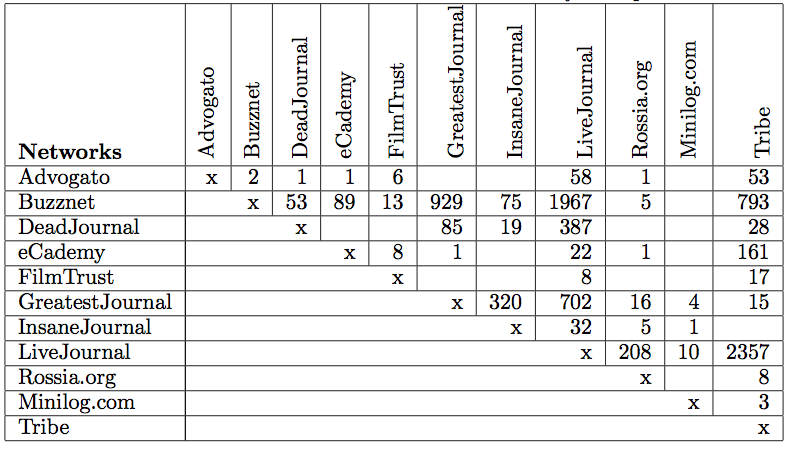 Networks Advogato Buzznet DeadJournal eCademy FilmTrust GreatestJournal InsaneJournal LiveJournal Rossia.org Minilog.com Tribe
Advogato x 2 1 1 6 58 1 53
Buzznet x 53 89 13 929 75 1967 5 793
DeadJournal x 85 19 387 28
eCademy x 8 1 22 1 161
FilmTrust x 8 17
GreatestJournal x 320 702 16 4 15
InsaneJournal x 32 5 1
LiveJournal x 208 10 2357
Rossia.org x 8
Minilog.com x 3
Tribe x